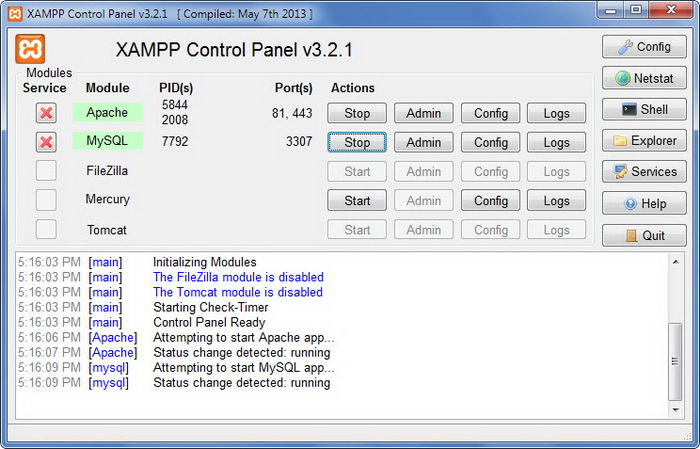 XAMPP Control Panel v3.2.1 [ Compiled: May 7th 2013 ]
XAMPP Control Panel v3.2.1
Config
Modules
Service Module PID(s) Port(s) Actions
Netstat
Apache 5844 2008 81, 443 Stop Admin Config Logs
Shell
MySQL 7792 3307 Stop Admin Config Logs
Explorer
FileZilla Start Admin Config Logs
Services
Mercury Start Admin Config Logs
Help
Tomcat Start Admin Config Logs
Quit
5:16:03 PM [main] Initializing Modules
5:16:03 PM [main] The FileZilla module is disabled
5:16:03 PM [main] The Tomcat module is disabled
5:16:03 PM [main] Starting Check-Timer
5:16:03 PM [main] Control Panel Ready
5:16:06 PM [Apache] Attempting to start Apache app...
5:16:07 PM [Apache] Status change detected: running
5:16:09 PM [mysql] Attempting to start MySQL app...
5:16:09 PM [mysql] Status change detected: running